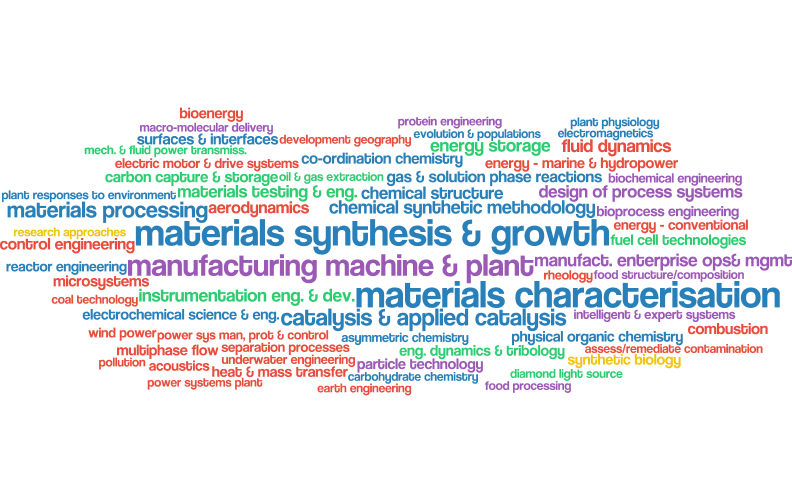 bioenergy
macro-molecular delivery
protein engineering
plant physiology
surfaces & interfaces
development geography
evolution & populations
electromagnetics
mech. & fluid power transmiss.
energy storage
fluid dynamics
electric motor & drive systems
co-ordination chemistry
energy - marine & hydropower
carbon capture & storage
oil & gas extraction
gas & solution phase reactions
biochemical engineering
plant responses to environment
materials testing & eng.
chemical structure
design of process systems
materials processing
aerodynamics
chemical synthetic methodology
bioprocess engineering
research approaches
energy - conventional
control engineering
materials synthesis & growth
fuel cell technologies
reactor engineering
manufacturing machine & plant
manufact. enterprise ops& mgmt
microsystems
rheology
food structure/composition
coal technology
instrumentation eng. & dev.
materials characterisation
electrochemical science & eng.
catalysis & applied catalysis
intelligent & expert systems
wind power
power sys man, prot & control
asymmetric chemistry
physical organic chemistry
combustion
multiphase flow
separation processes
eng. dynamics & tribology
assess/remediate contamination
pollution
acoustics
underwater engineering
particle technology
synthetic biology
heat & mass transfer
carbohydrate chemistry
diamond light source
power systems plant
earth engineering
food processing